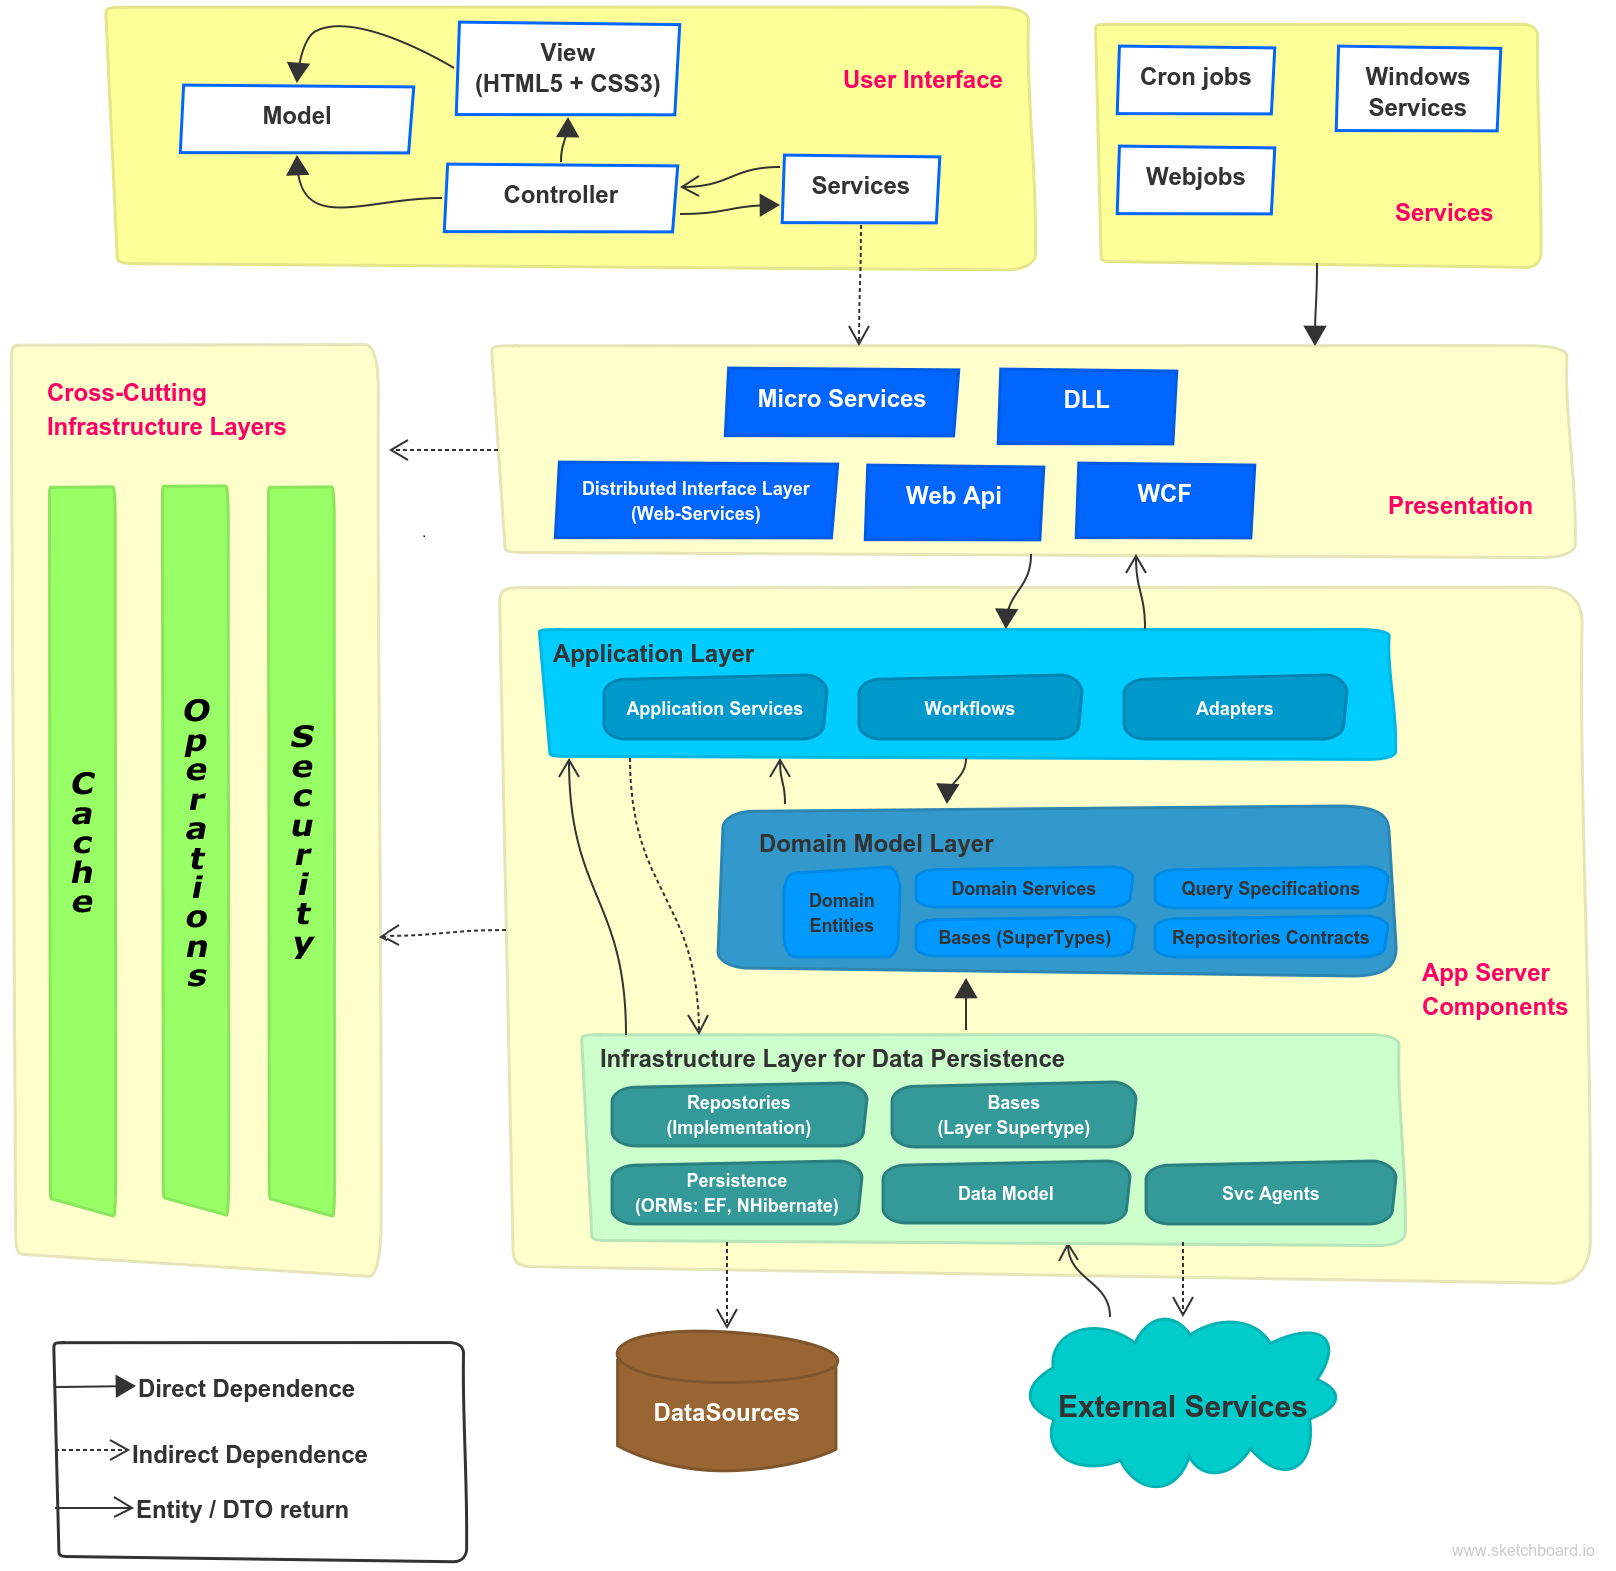 View
(HTML5 + CSS3)
User Interface
Model
Controller
Services
Cron jobs
Windows
Services
Webjobs
Services
Cross-Cutting
Infrastructure Layers
Cache
Operations
Security
Micro Services
DLL
Distributed Interface Layer
(Web-Services)
Web Api
WCF
Presentation
Application Layer
Application Services
Workflows
Adapters
Domain Model Layer
Domain
Entities
Domain Services
Query Specifications
Bases (SuperTypes)
Repositories Contracts
App Server
Components
Infrastructure Layer for Data Persistence
Repostories
(Implementation)
Bases
(Layer Supertype)
Persistence
(ORMs: EF, NHibernate)
Data Model
Svc Agents
DataSources
External Services
Direct Dependence
Indirect Dependence
Entity / DTO return
www.sketchboard.io